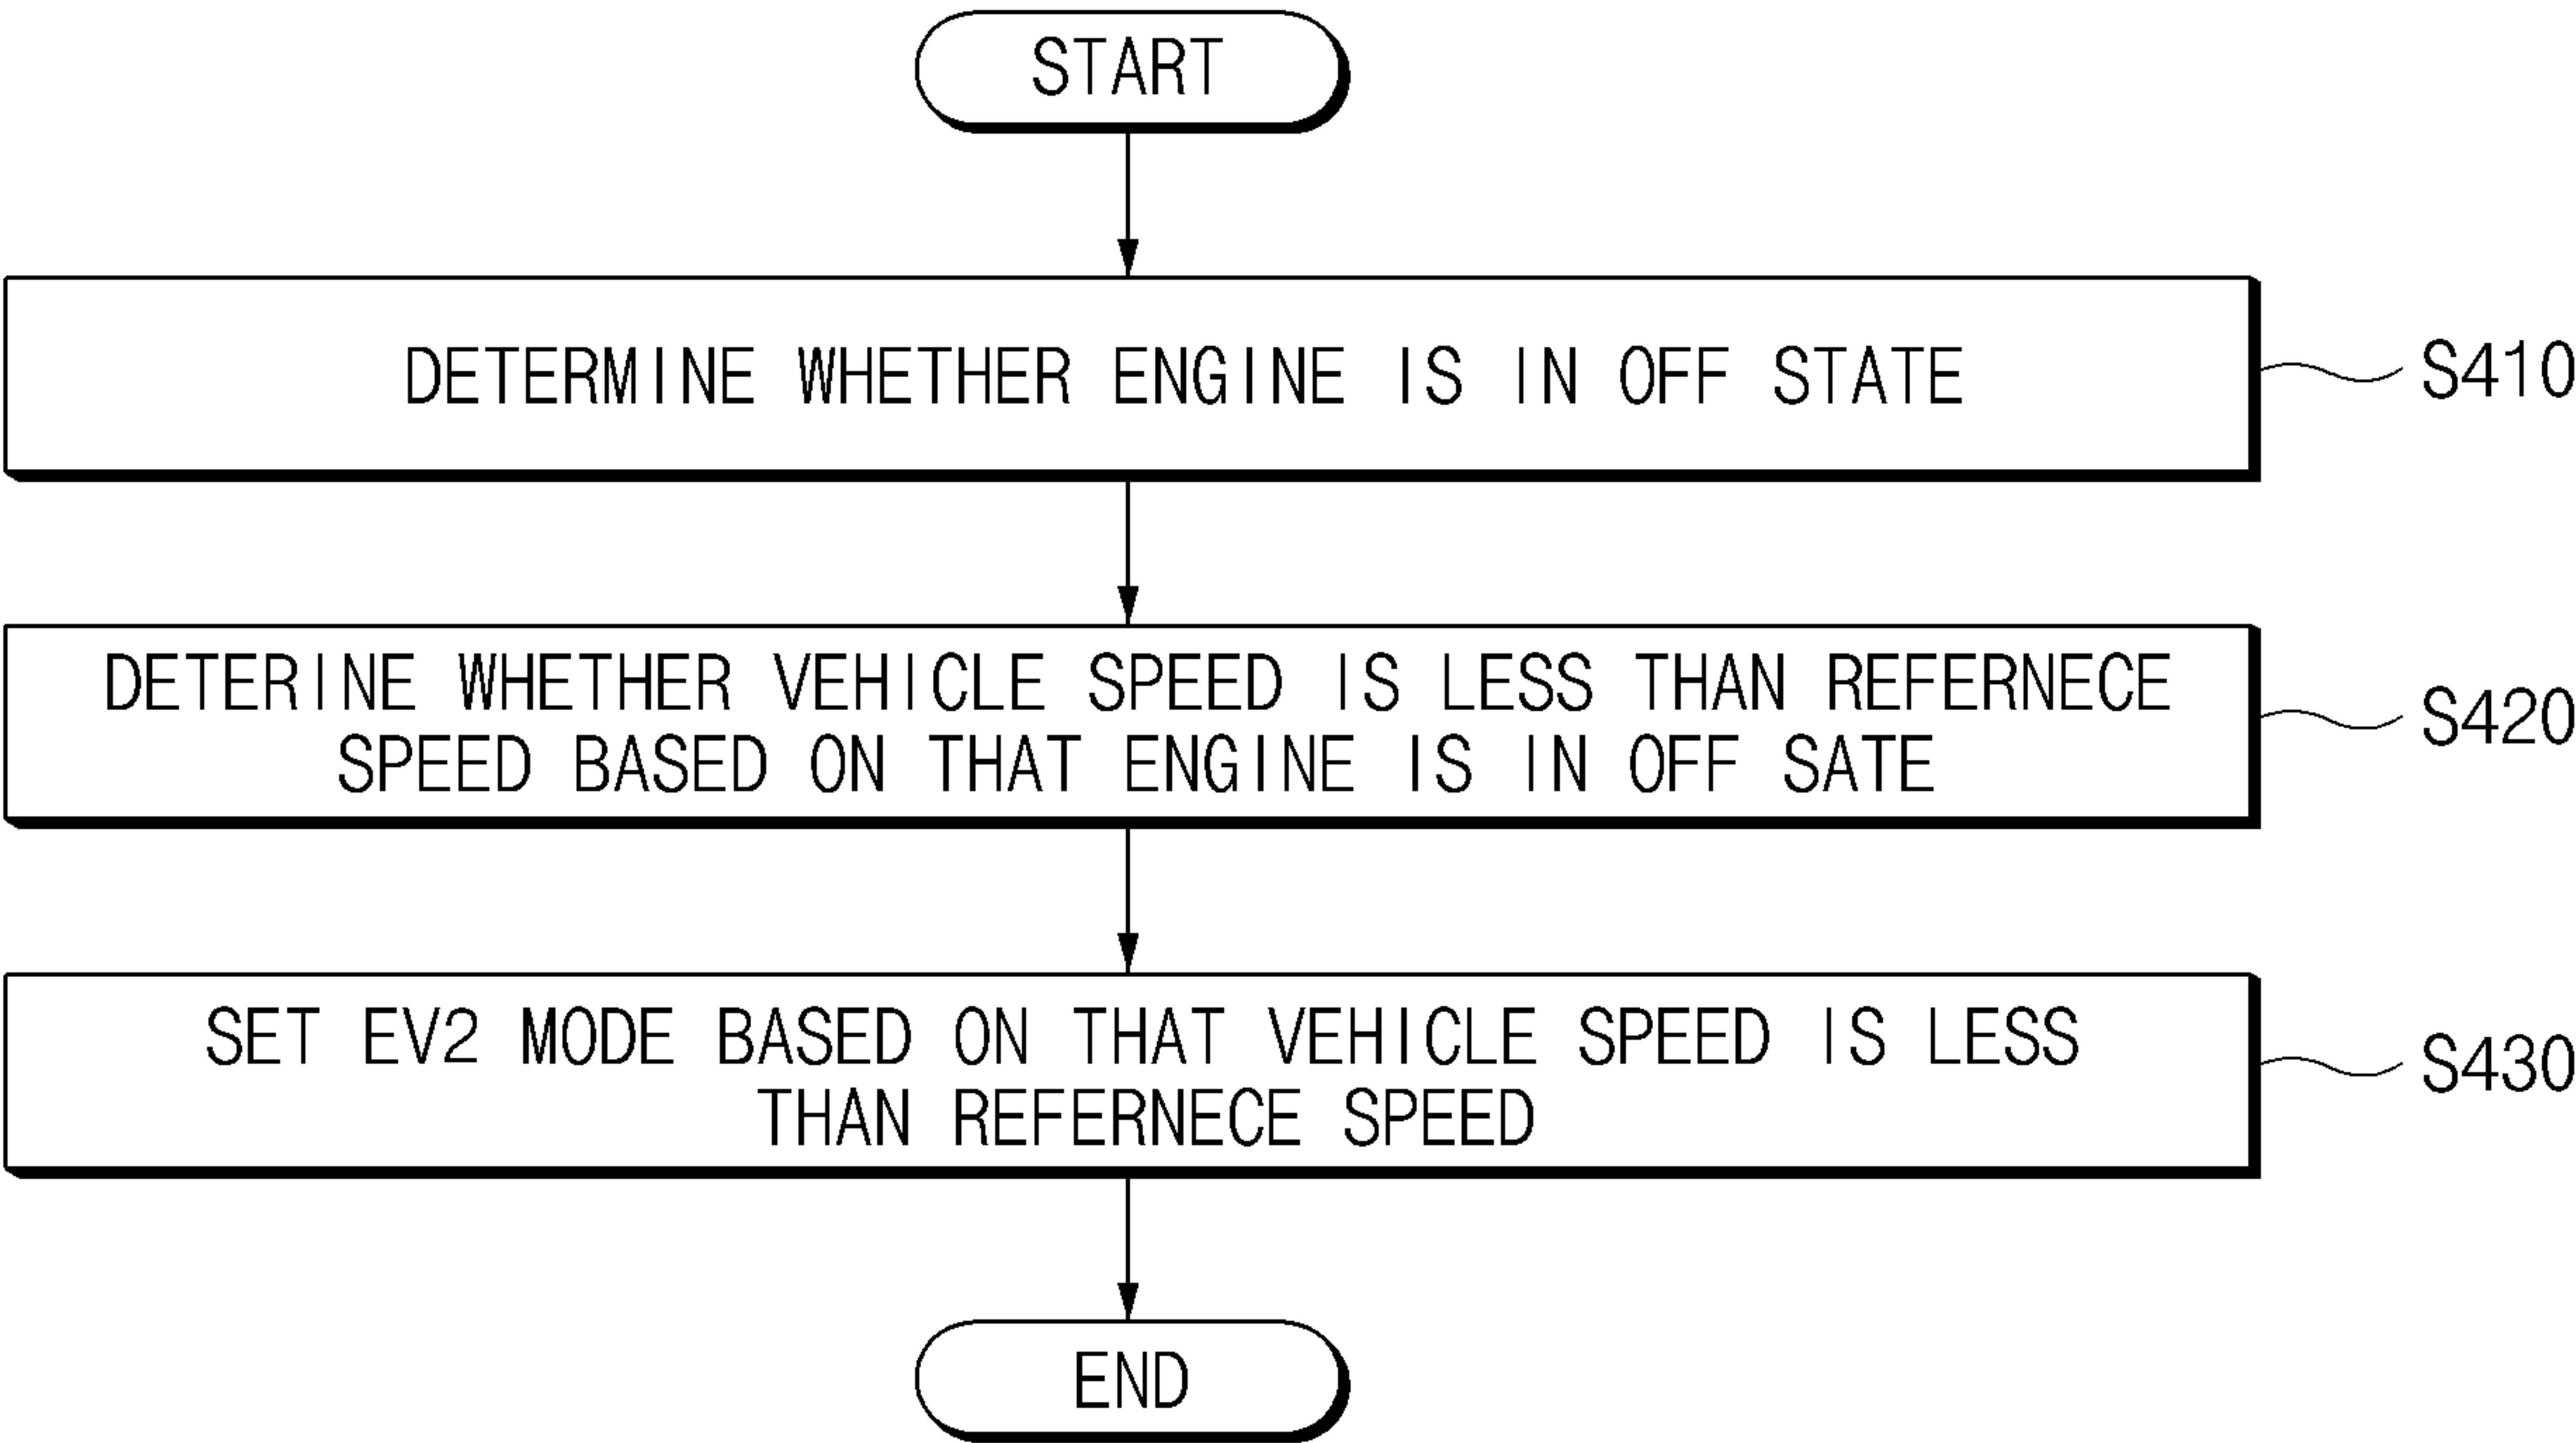 START
DETERMINE WHETHER ENGINE IS IN OFF STATE
S410
DETERINE WHETHER VEHICLE SPEED IS LESS THAN REFERNECE
SPEED BASED ON THAT ENGINE IS IN OFF SATE
S420
SET EV2 MODE BASED ON THAT VEHICLE SPEED IS LESS
THAN REFERNECE SPEED
S430
END